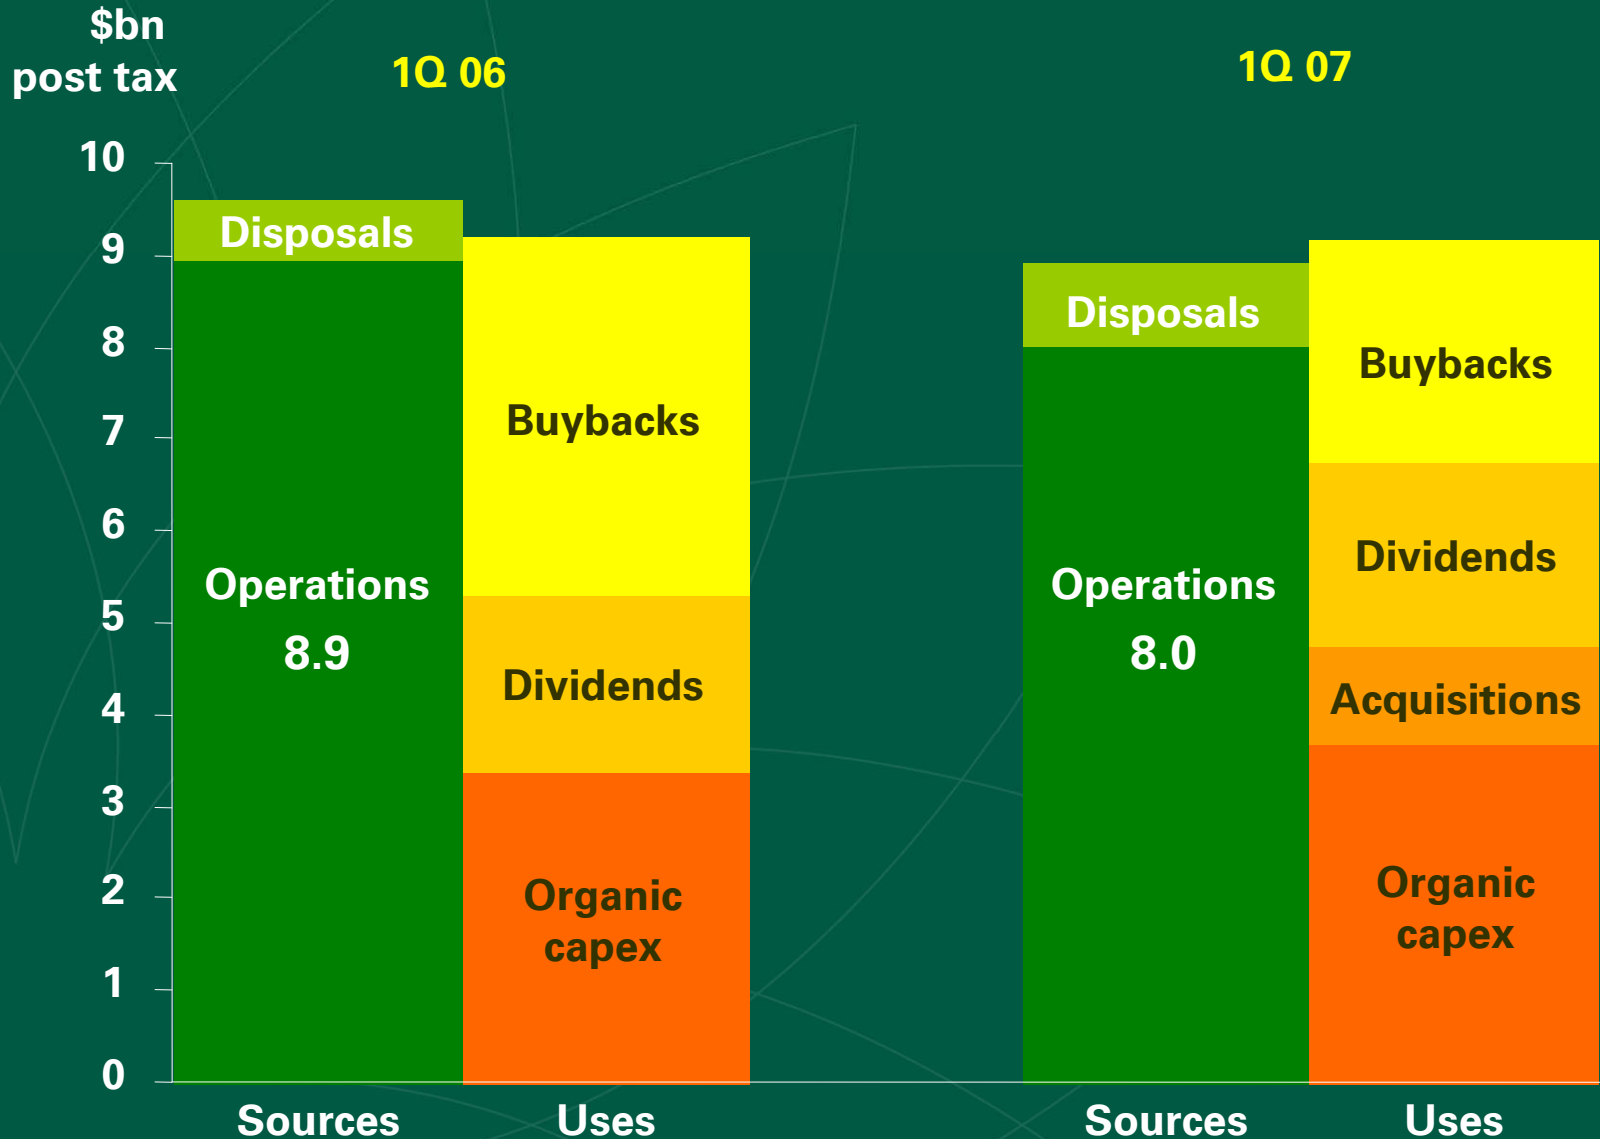 $bn
post tax
1Q 06
1Q 07
10
9
8
7
6
5
4
3
2
1
0
Disposals
Operations
8.9
Buybacks
Dividends
Organic
capex
Disposals
Operations
8.0
Buybacks
Dividends
Acquisitions
Organic
capex
Sources
Uses
Sources
Uses